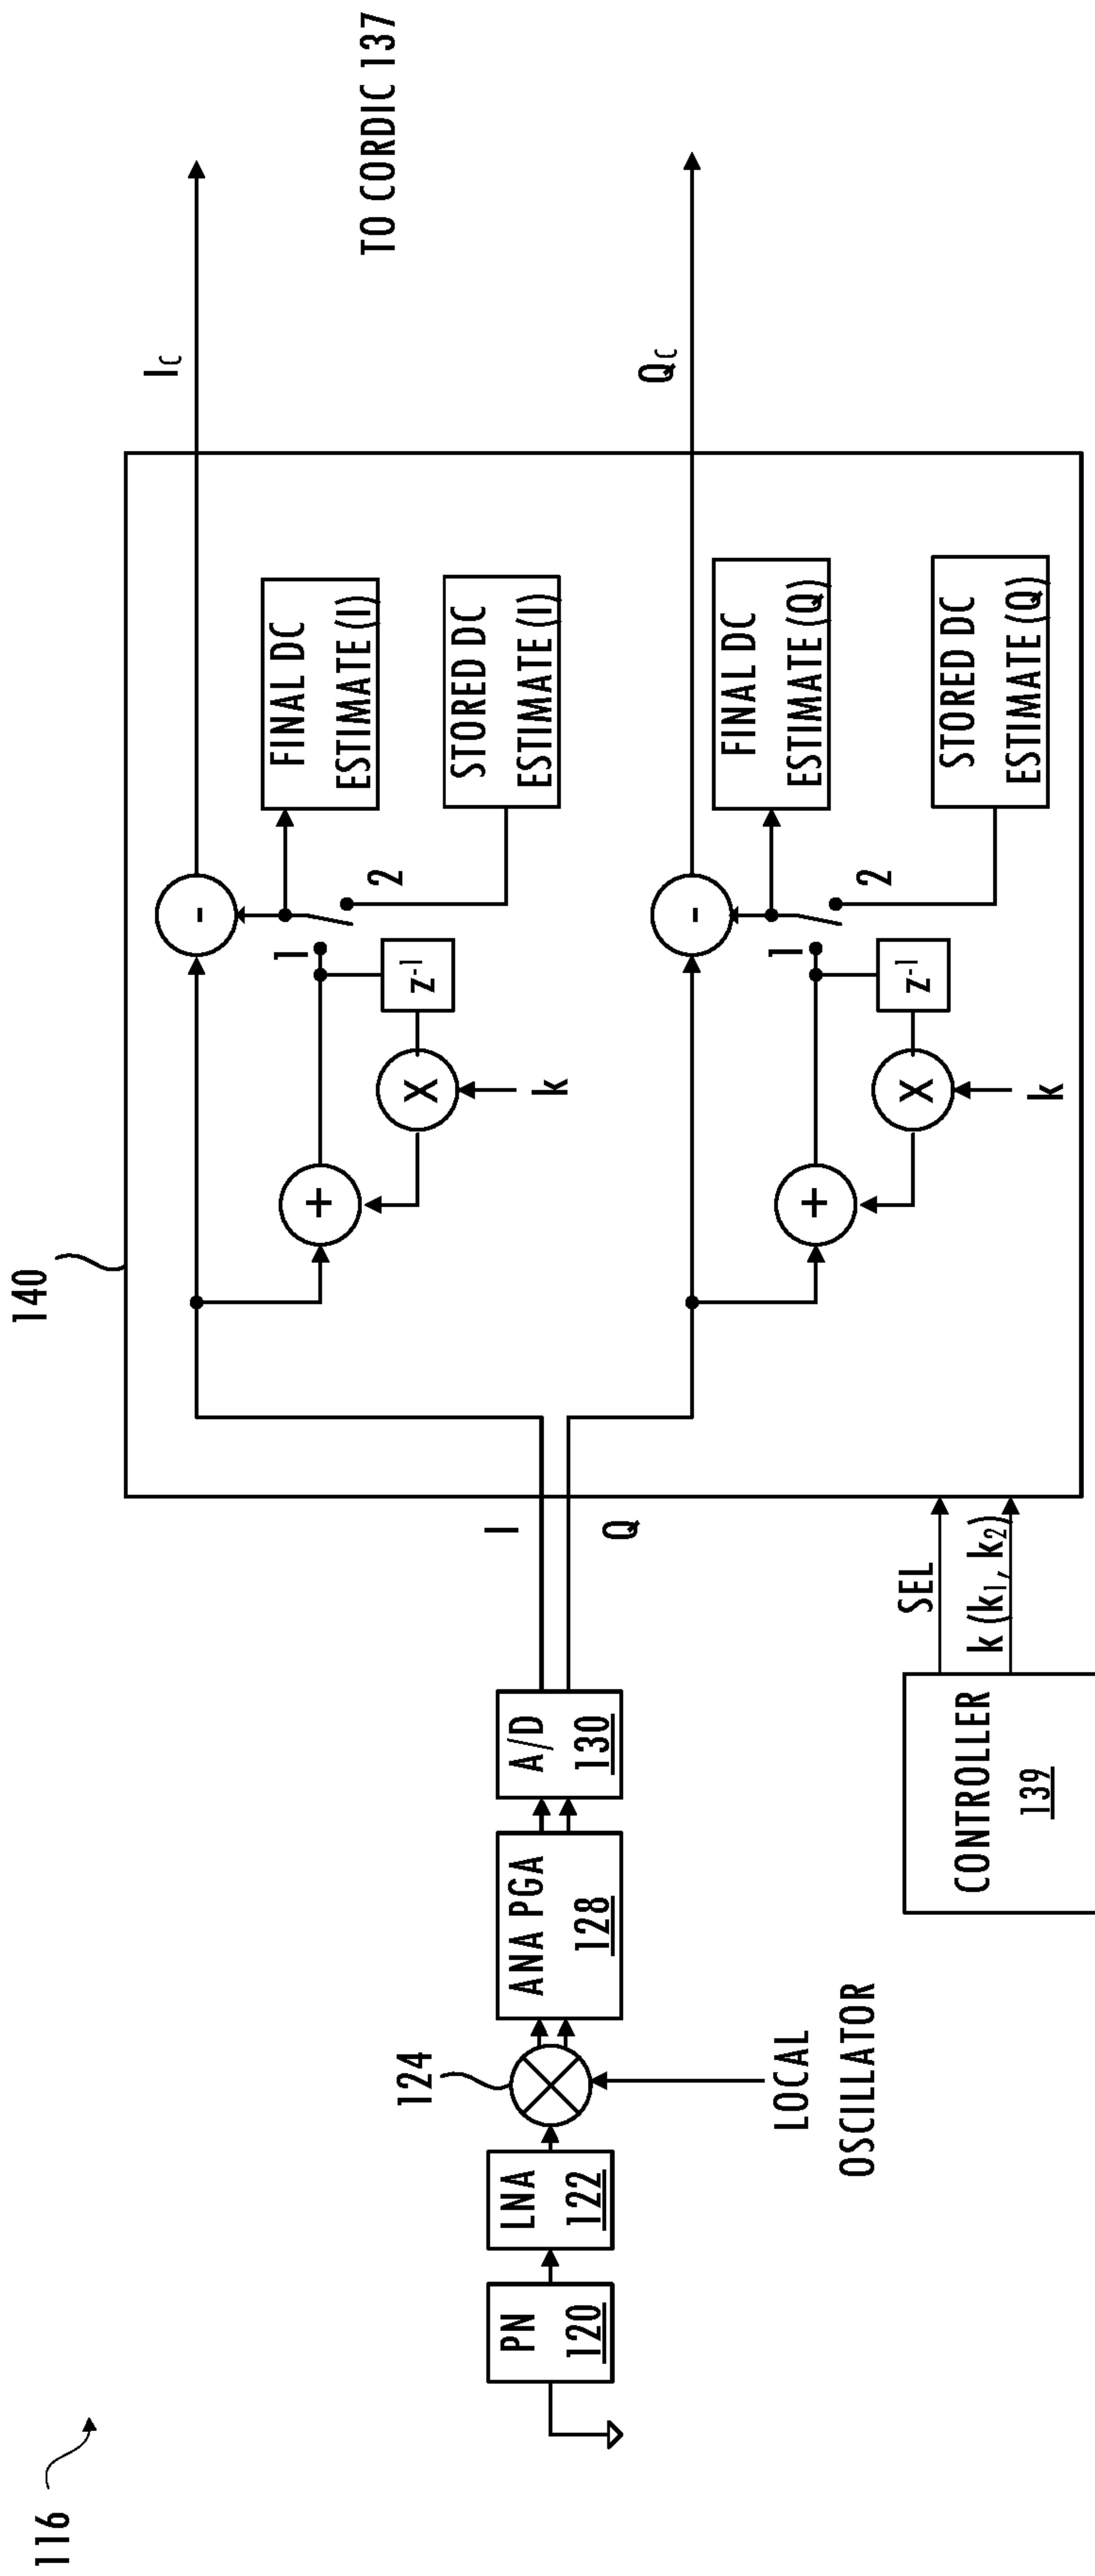 116
PN
120
LNA
122
124
LOCAL
OSCILLATOR
ANA PGA
128
A/D
130
CONTROLLER
139
SEL
k (k₁, k₂)
I
Q
140
+
X
k
z⁻¹
1
2
-
FINAL DC
ESTIMATE (I)
STORED DC
ESTIMATE (I)
I_C
+
X
k
z⁻¹
1
2
-
FINAL DC
ESTIMATE (Q)
STORED DC
ESTIMATE (Q)
Q_C
TO CORDIC 137